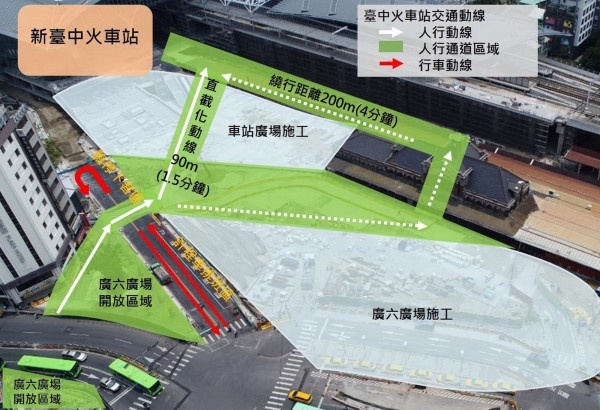 新臺中火車站
臺中火車站交通動線
人行動線
人行通道區域
行車動線
繞行距離200m(4分鐘)
直截化動線
90m
(1.5分鐘)
車站廣場施工
廣六廣場
開放區域
廣六廣場施工
廣六廣場
開放區域